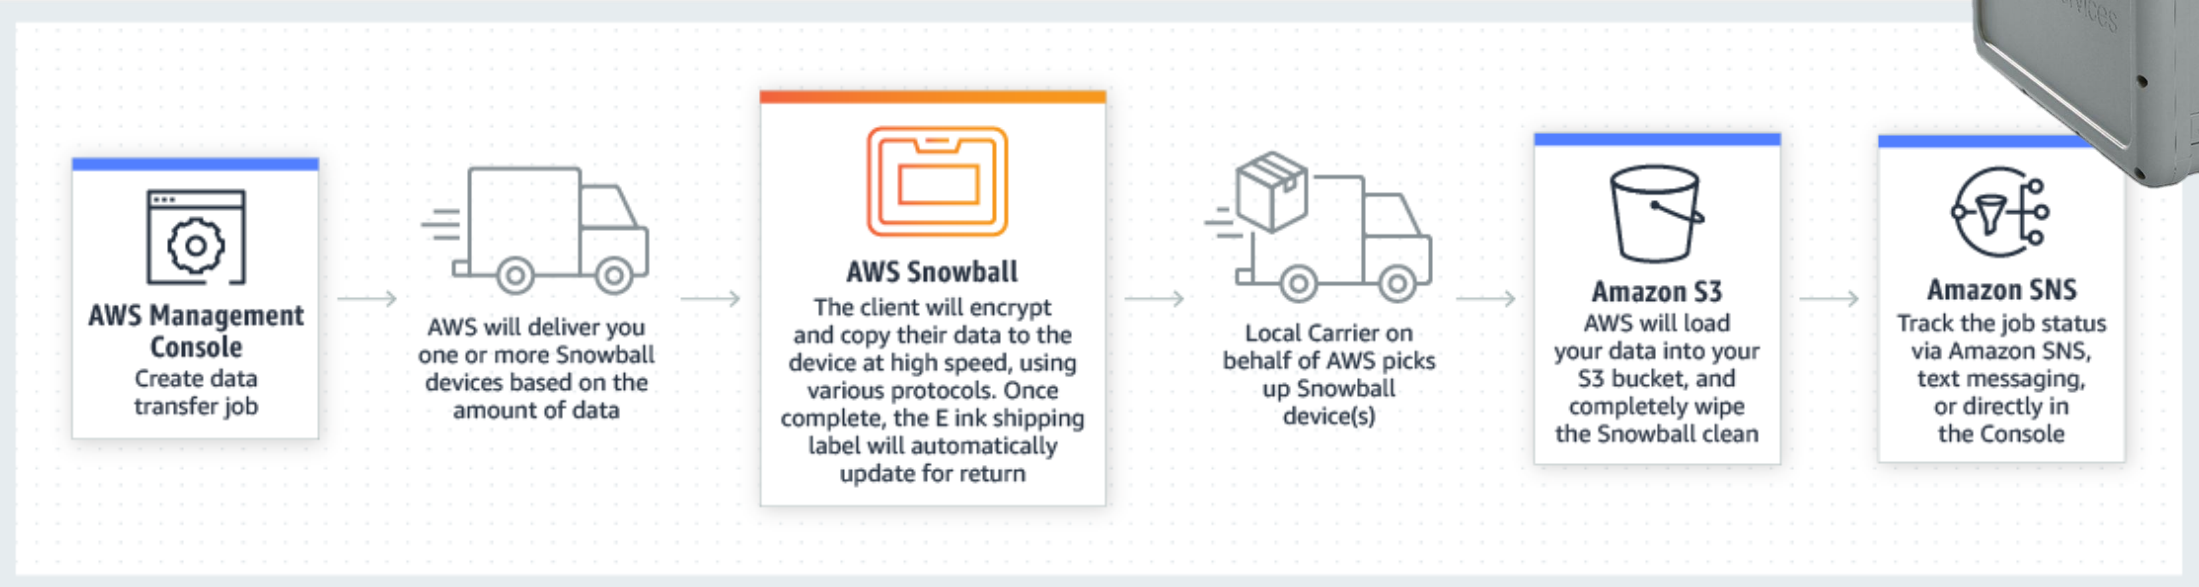 AWS Management
Console
Create data
transfer job
AWS will deliver you
one or more Snowball
devices based on the
amount of data
AWS Snowball
The client will encrypt
and copy their data to the
device at high speed, using
various protocols. Once
complete, the E ink shipping
label will automatically
update for return
Local Carrier on
behalf of AWS picks
up Snowball
device(s)
Amazon S3
AWS will load
your data into your
S3 bucket, and
completely wipe
the Snowball clean
Amazon SNS
Track the job status
via Amazon SNS,
text messaging,
or directly in
the Console